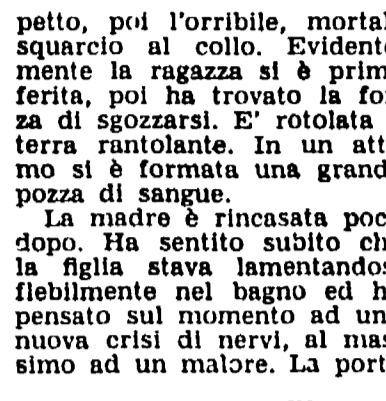 petto, poi l'orribile, mortal
squarcio al collo. Evident
mente la ragazza si è prim
ferita, poi ha trovato la fo
za di sgozzarsi. E' rotolata
terra rantolante. In un att
mo si è formata una grand
pozza di sangue.
La madre è rincasata poc
dopo. Ha sentito subito ch
la figlia stava lamentandos
flebilmente nel bagno ed h
pensato sul momento ad un
nuova crisi di nervi, al mas
simo ad un malore. La port